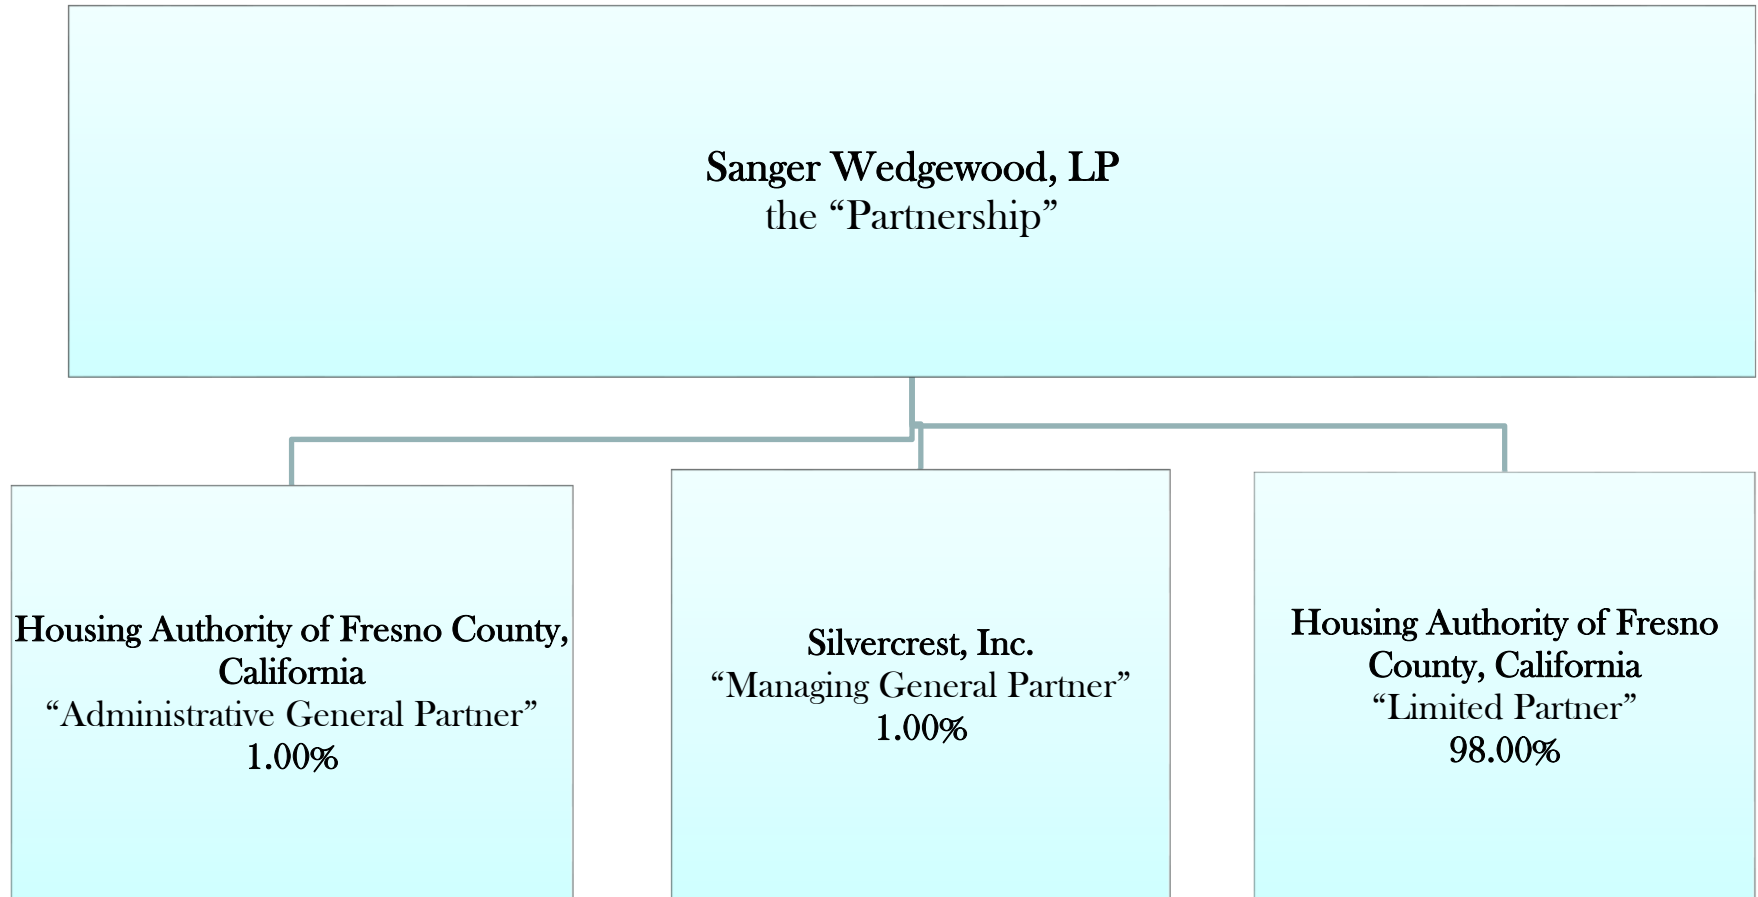 Sanger Wedgewood, LP
the “Partnership”
Housing Authority of Fresno County,
California
“Administrative General Partner”
1.00%
Silvercrest, Inc.
“Managing General Partner”
1.00%
Housing Authority of Fresno
County, California
“Limited Partner”
98.00%